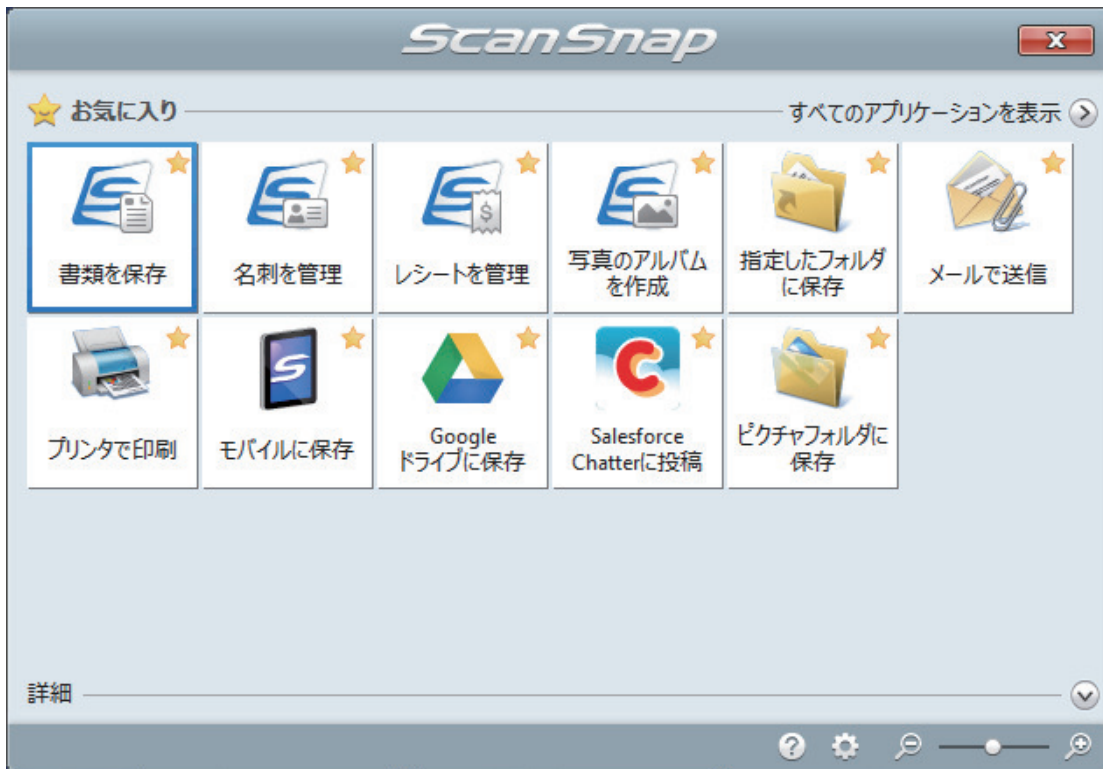 ScanSnap
お気に入り
すべてのアプリケーションを表示
書類を保存
名刺を管理
レシートを管理
写真のアルバム
を作成
指定したフォルダ
に保存
メールで送信
プリンタで印刷
モバイルに保存
Google
ドライブに保存
Salesforce
Chatterに投稿
ピクチャフォルダに
保存
詳細